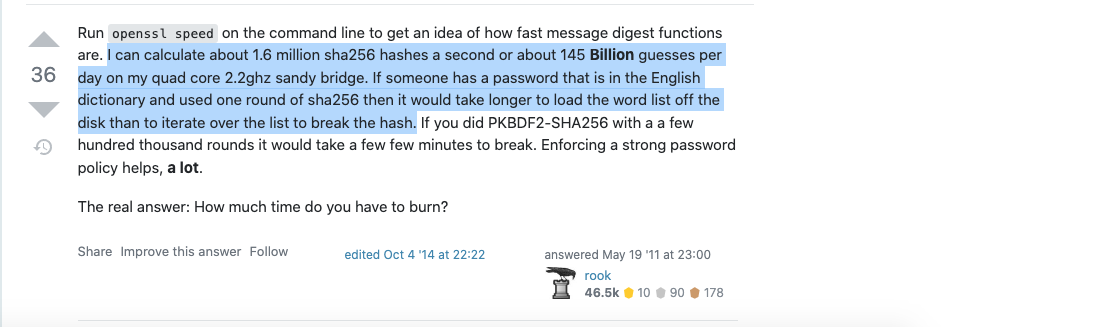 Run openssl speed on the command line to get an idea of how fast message digest functions
are. I can calculate about 1.6 million sha256 hashes a second or about 145 Billion guesses per
36
day on my quad core 2.2ghz sandy bridge. If someone has a password that is in the English
dictionary and used one round of sha256 then it would take longer to load the word list off the
disk than to iterate over the list to break the hash. If you did PKBDF2-SHA256 with a a few
hundred thousand rounds it would take a few few minutes to break. Enforcing a strong password
policy helps, a lot.
The real answer: How much time do you have to burn?
Share Improve this answer Follow
edited Oct 4 '14 at 22:22
answered May 19 '11 at 23:00
rook
46.5k 10 90 178